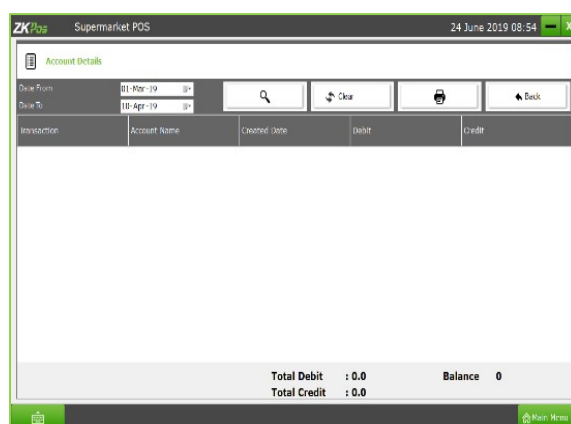 ZKPos Supermarket POS 24 June 2019 08:54 X
Account Details
Date From 01-Mar-19
Date To 10-Apr-19
Clear
Back
Transaction Account Name Created Date Debit Credit
Total Debit : 0.0 Balance 0
Total Credit : 0.0
Main Menu